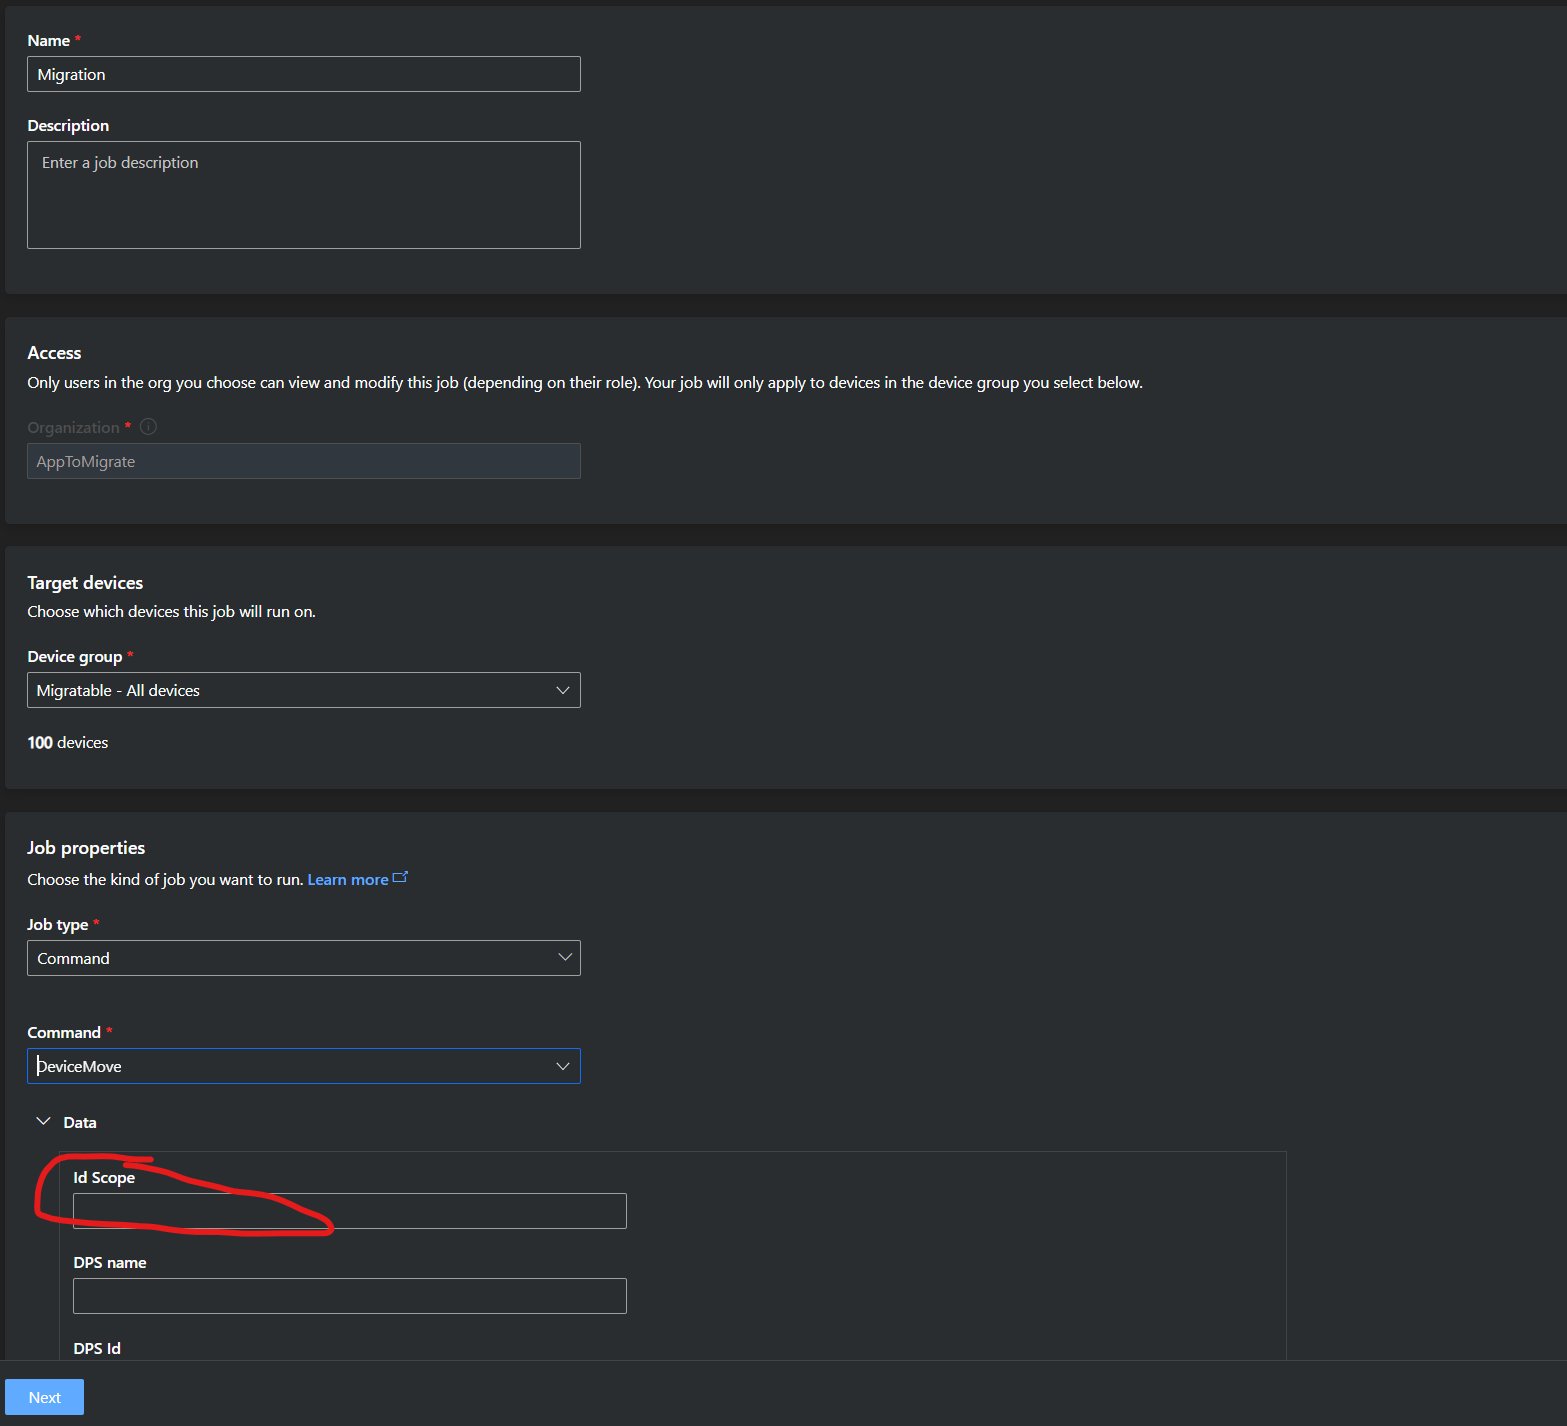 Name *
Migration
Description
Enter a job description
Access
Only users in the org you choose can view and modify this job (depending on their role). Your job will only apply to devices in the device group you select below.
Organization *
AppToMigrate
Target devices
Choose which devices this job will run on.
Device group *
Migratable - All devices
100 devices
Job properties
Choose the kind of job you want to run. Learn more
Job type *
Command
Command *
DeviceMove
Data
Id Scope
DPS name
DPS Id
Next